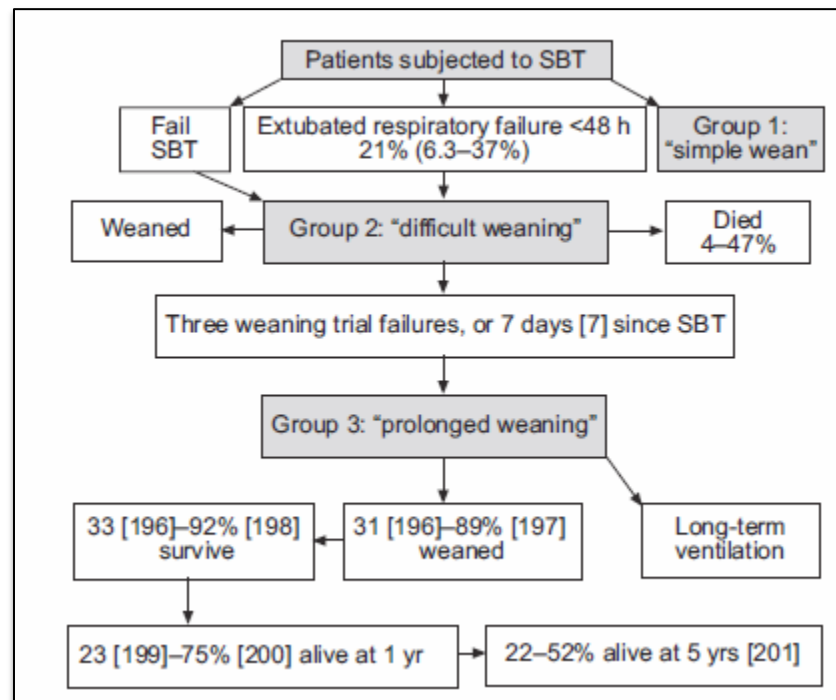 Patients subjected to SBT
Fail
SBT
Extubated respiratory failure <48 h
21% (6.3–37%)
Group 1:
“simple wean”
Weaned
Group 2: “difficult weaning”
Died
4–47%
Three weaning trial failures, or 7 days [7] since SBT
Group 3: “prolonged weaning”
33 [196]–92% [198]
survive
31 [196]–89% [197]
weaned
Long-term
ventilation
23 [199]–75% [200] alive at 1 yr
22–52% alive at 5 yrs [201]